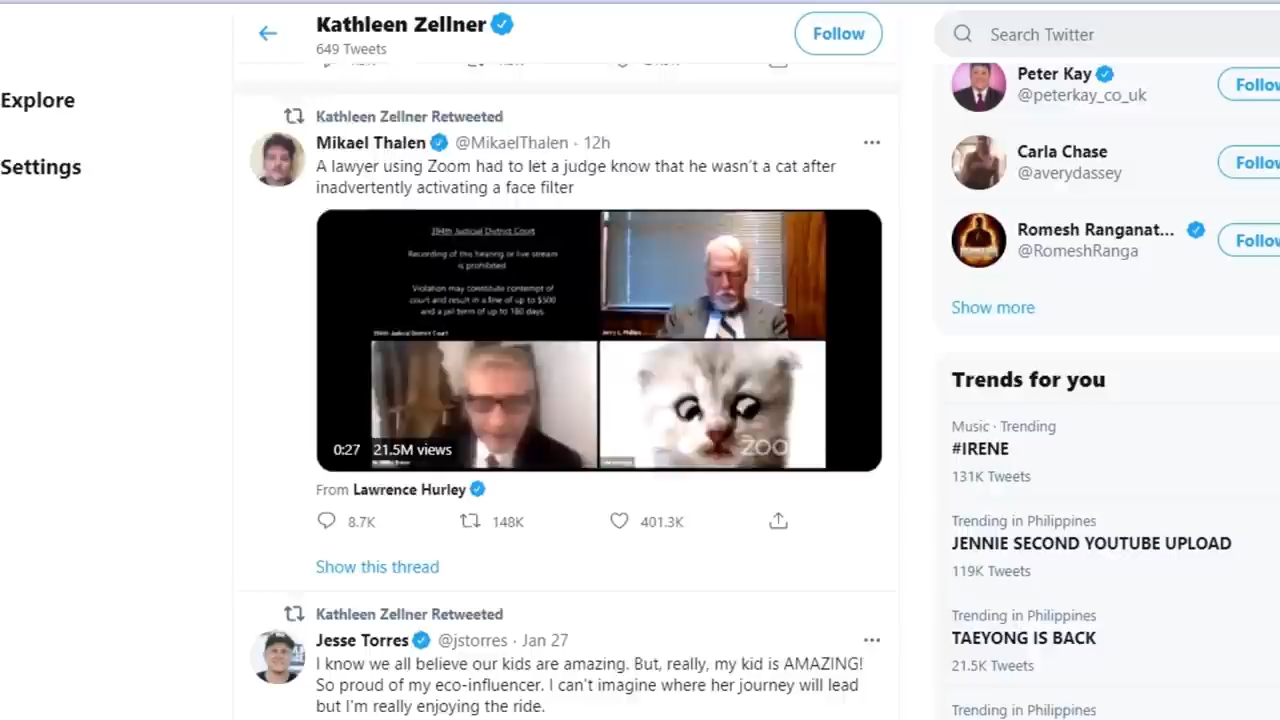 Kathleen Zellner
649 Tweets
Follow
Search Twitter
Explore
Settings
Kathleen Zellner Retweeted
Mikael Thalen @MikaelThalen · 12h
A lawyer using Zoom had to let a judge know that he wasn't a cat after
inadvertently activating a face filter
394th Judicial District Court
Recording of this hearing or live stream
is prohibited
Violation may constitute contempt of
court and result in a fine of up to $500
and a jail term of up to 180 days
394th Judicial District Court
0:27 21.5M views
ZOO
From Lawrence Hurley
8.7K 148K 401.3K
Show this thread
Kathleen Zellner Retweeted
Jesse Torres @jstorres · Jan 27
I know we all believe our kids are amazing. But, really, my kid is AMAZING!
So proud of my eco-influencer. I can't imagine where her journey will lead
but I'm really enjoying the ride.
Peter Kay
@peterkay_co_uk
Follow
Carla Chase
@averydassey
Follow
Romesh Ranganat...
@RomeshRanga
Follow
Show more
Trends for you
Music · Trending
#IRENE
131K Tweets
Trending in Philippines
JENNIE SECOND YOUTUBE UPLOAD
119K Tweets
Trending in Philippines
TAEYONG IS BACK
21.5K Tweets
Trending in Philippines